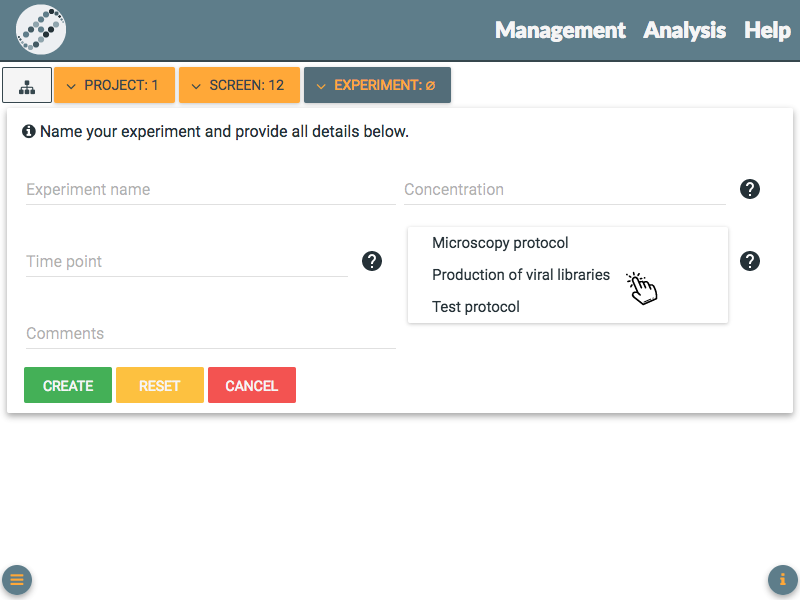 Management Analysis Help
PROJECT: 1 SCREEN: 12 EXPERIMENT: ∅
Name your experiment and provide all details below.
Experiment name Concentration
Time point
Microscopy protocol
Production of viral libraries
Test protocol
Comments
CREATE RESET CANCEL